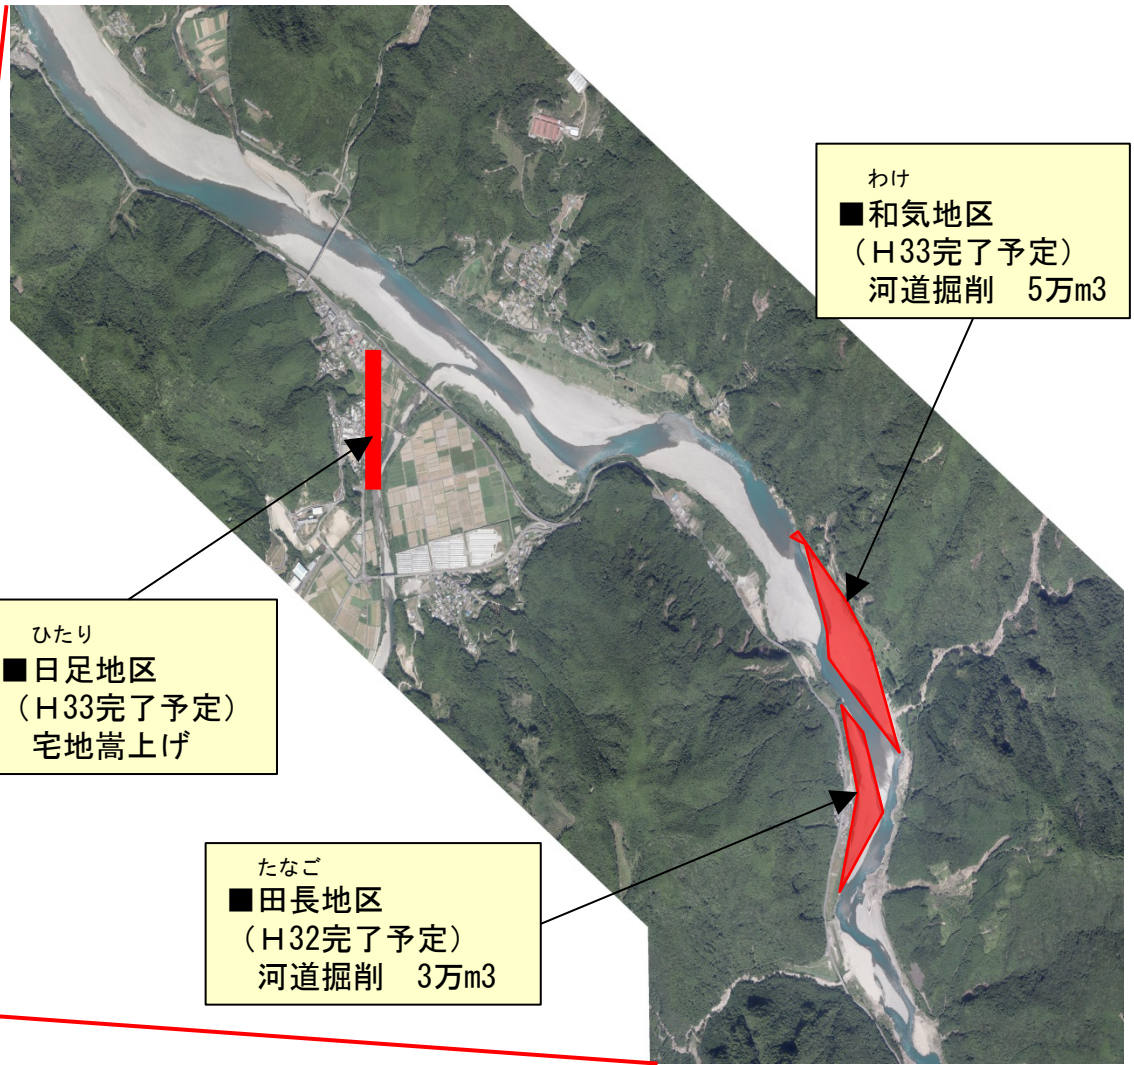 わけ
■和気地区
（Ｈ33完了予定）
河道掘削　5万m3
ひたり
■日足地区
（Ｈ33完了予定）
宅地嵩上げ
たなご
■田長地区
（Ｈ32完了予定）
河道掘削　3万m3